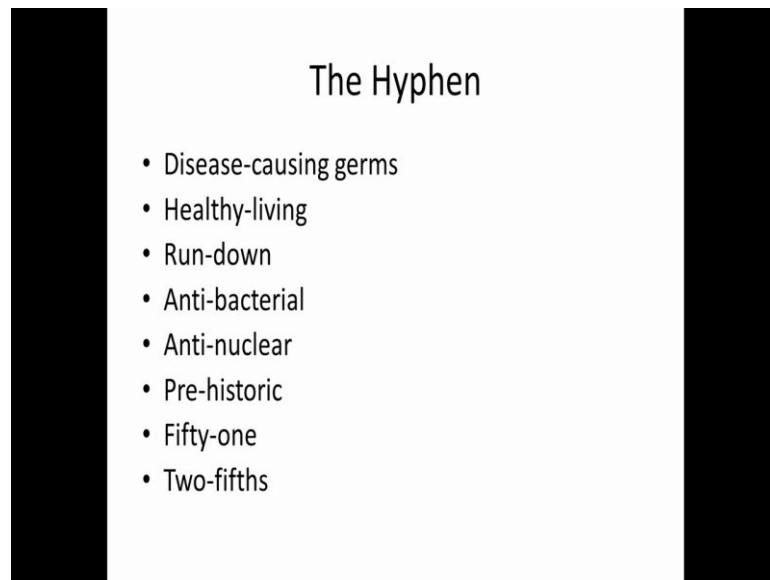 The Hyphen
• Disease-causing germs
• Healthy-living
• Run-down
• Anti-bacterial
• Anti-nuclear
• Pre-historic
• Fifty-one
• Two-fifths